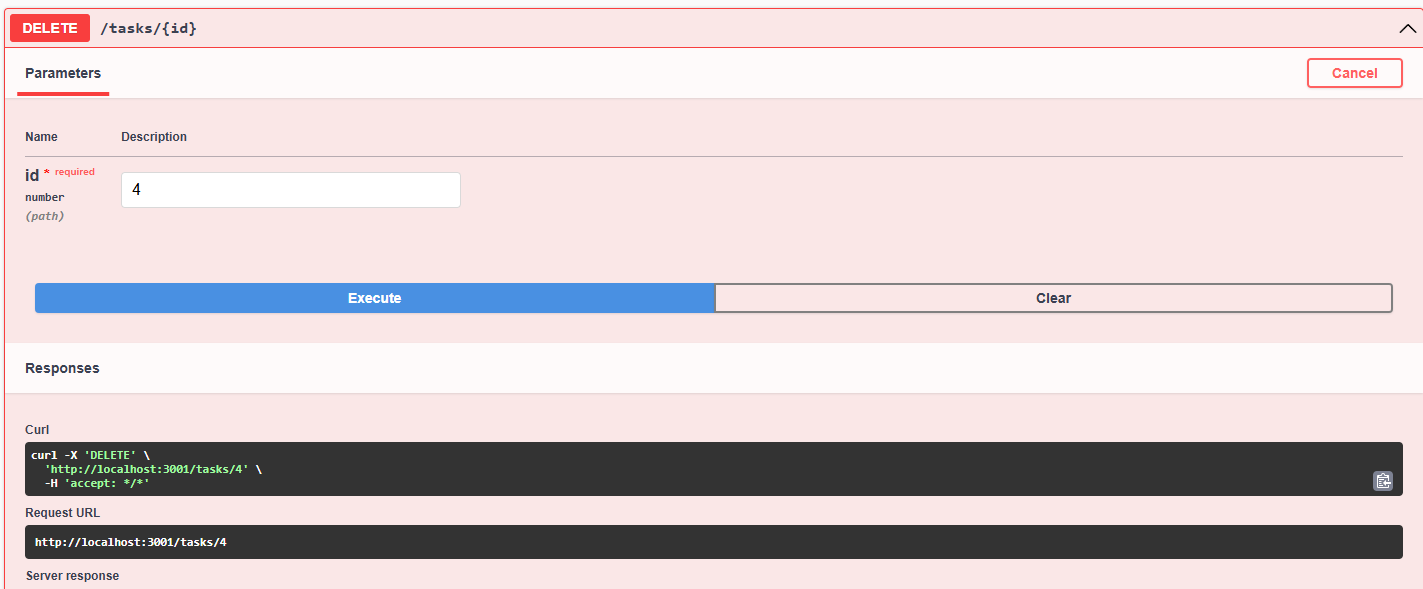 DELETE /tasks/{id}
Parameters Cancel
Name Description
id * required 4
number
(path)
Execute Clear
Responses
Curl
curl -X 'DELETE' \
'http://localhost:3001/tasks/4' \
-H 'accept: */*'
Request URL
http://localhost:3001/tasks/4
Server response